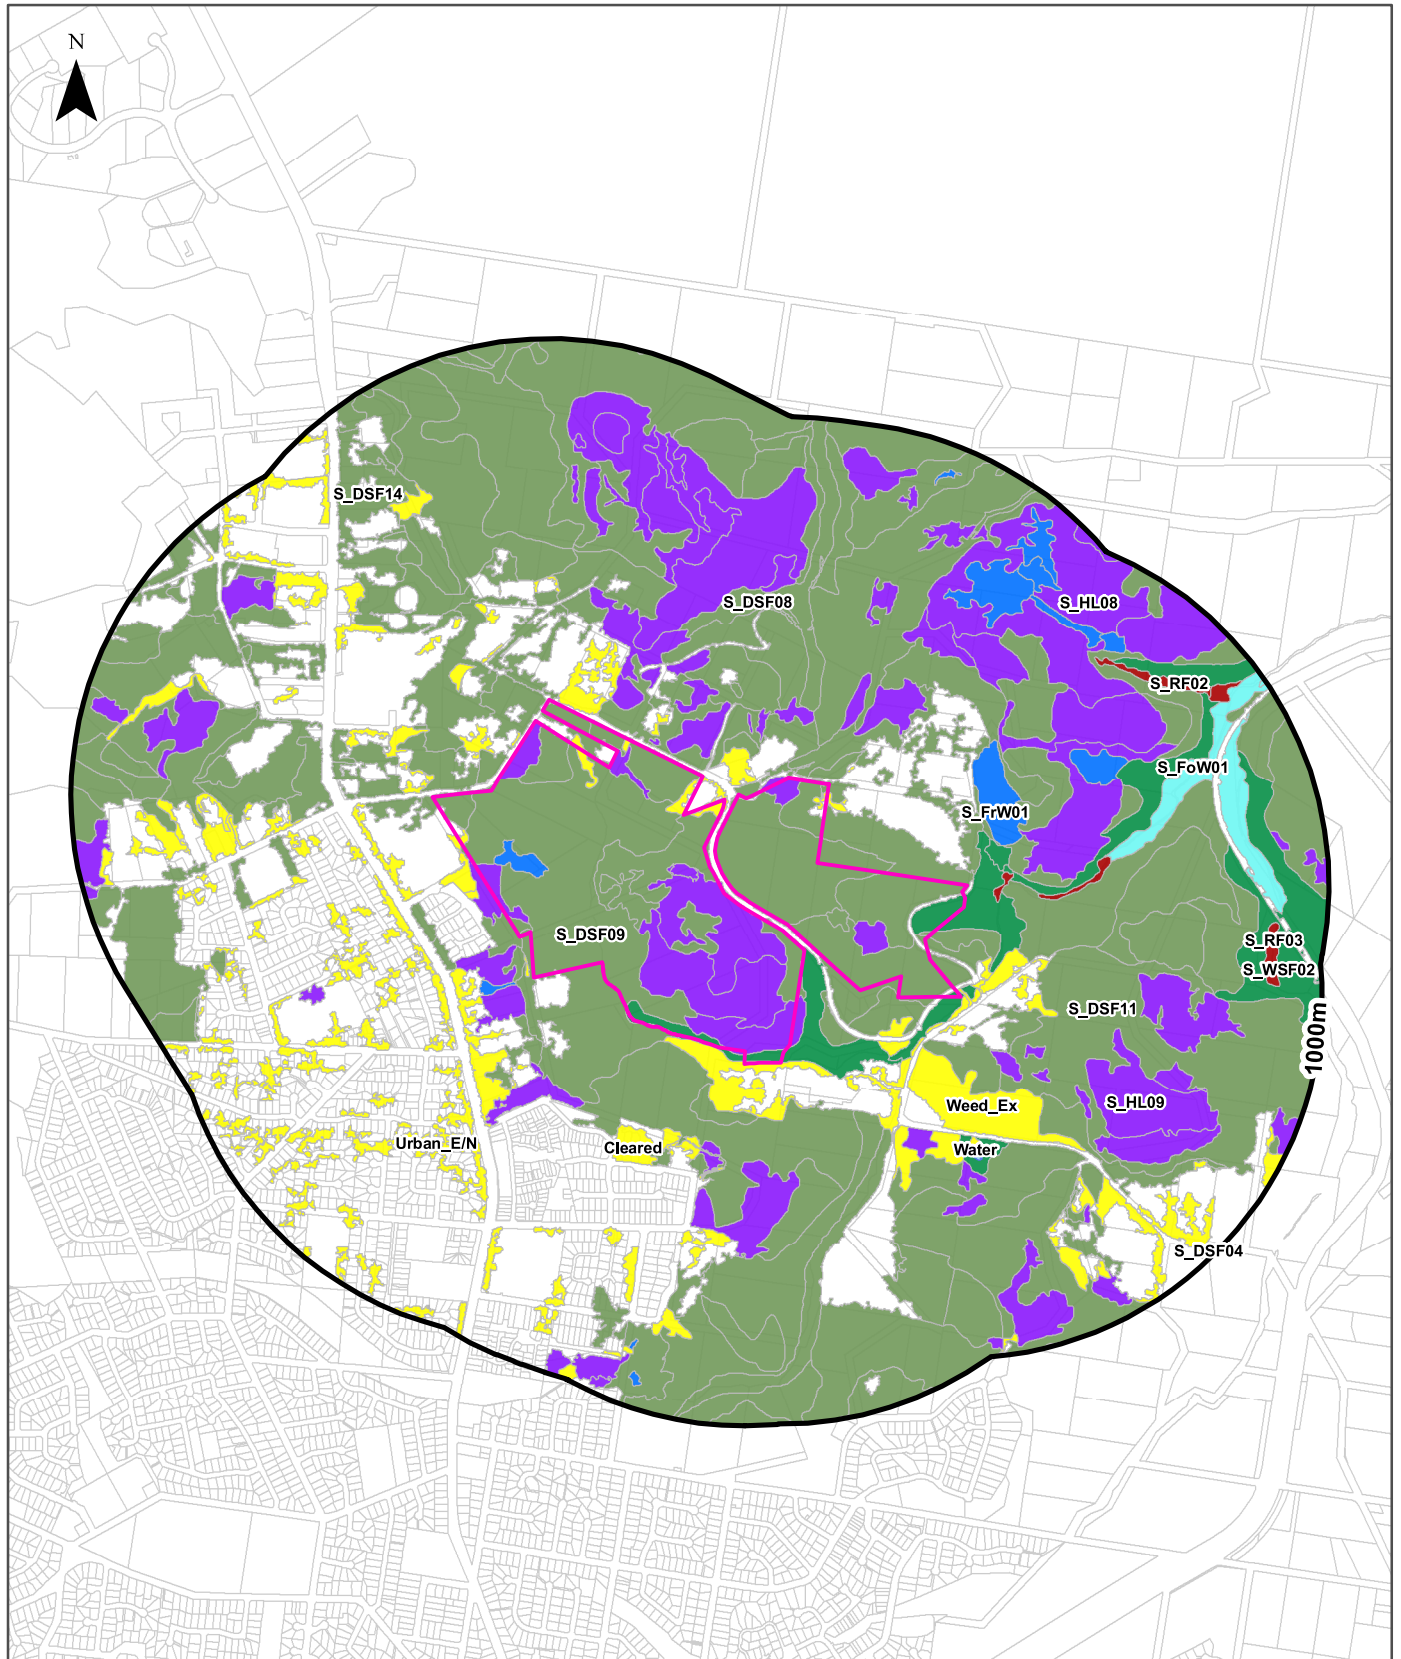 N
S_DSF14
S_DSF08
S_HL08
S_RF02
S_FoW01
S_FrW01
S_DSF09
S_RF03
S_WSF02
S_DSF11
1000m
S_HL09
Weed_Ex
Urban_E/N
Cleared
Water
S_DSF04